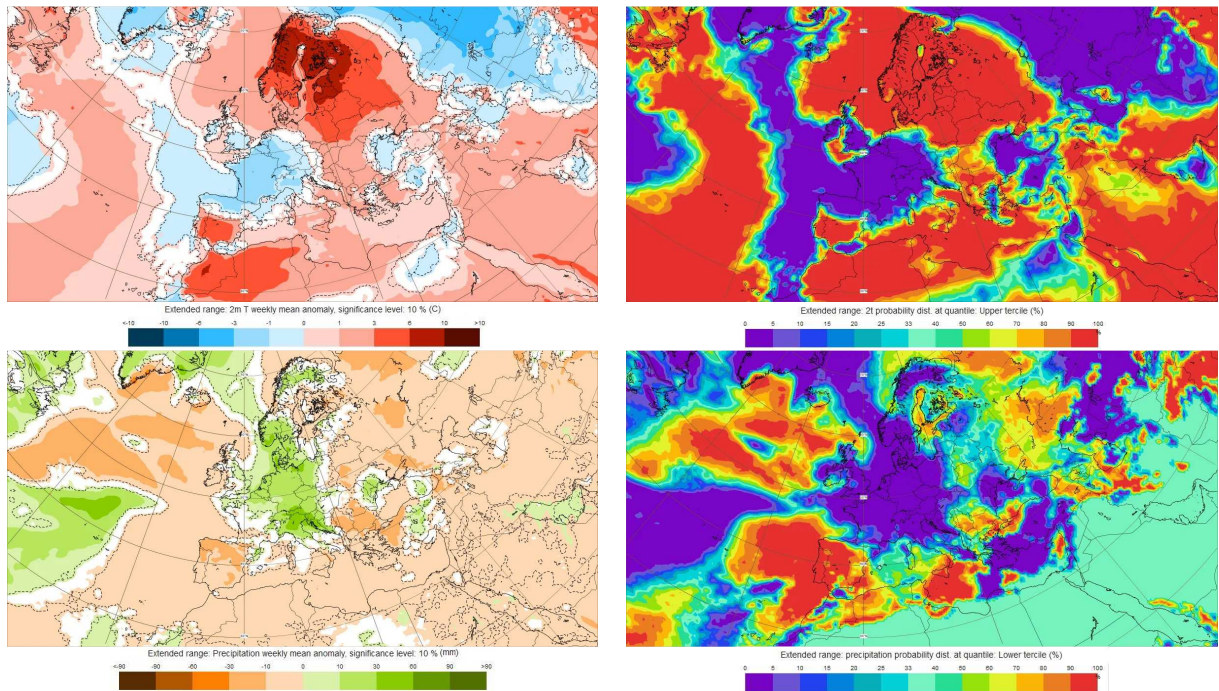 Extended range: 2m T weekly mean anomaly, significance level: 10 % (C)
<-10 -10 -6 -3 -1 0 1 3 6 10 >10
Extended range: 2t probability dist. at quantile: Upper tercile (%)
0 5 10 15 20 25 33 40 50 60 70 80 90 100
%
Extended range: Precipitation weekly mean anomaly, significance level: 10 % (mm)
<-90 -90 -60 -30 -10 0 10 30 60 90 >90
Extended range: precipitation probability dist. at quantile: Lower tercile (%)
0 5 10 15 20 25 33 40 50 60 70 80 90 100
%